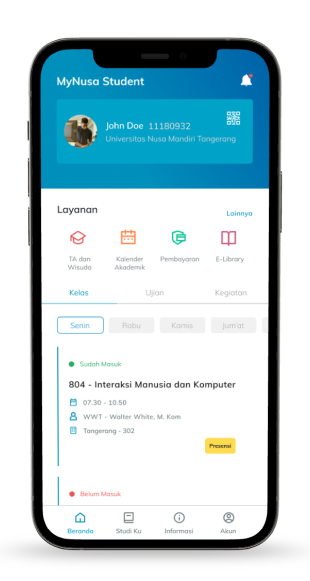 MyNusa Student
John Doe 11180932
Universitas Nusa Mandiri Tangerang
Layanan
Lainnya
TA dan Wisuda
Kalender Akademik
Pembayaran
E-Library
Kelas Ujian Kegiatan
Senin Rabu Kamis Jum'at
Sudah Masuk
804 - Interaksi Manusia dan Komputer
07.30 - 10.50
WWT - Walter White, M. Kom
Tangerang - 302
Presensi
Belum Masuk
Beranda Studi Ku Informasi Akun